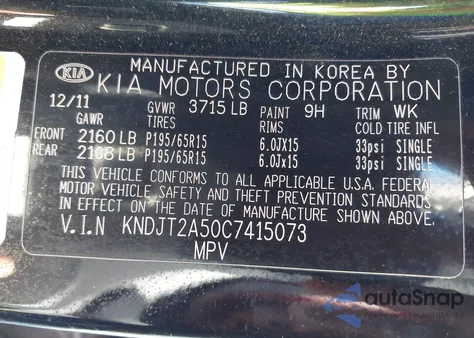 MANUFACTURED IN KOREA BY
KIA KIA MOTORS CORPORATION
12/11 GVWR 3715 LB PAINT 9H TRIM WK
GAWR TIRES RIMS COLD TIRE INFL
FRONT 2160 LB P195/65R15 6.0Jx15 33psi SINGLE
REAR 2168 LB P195/65R15 6.0Jx15 33psi SINGLE
THIS VEHICLE CONFORMS TO ALL APPLICABLE U.S.A. FEDERAL
MOTOR VEHICLE SAFETY AND THEFT PREVENTION STANDARDS
IN EFFECT ON THE DATE OF MANUFACTURE SHOWN ABOVE.
V.I.N KNDJT2A50C7415073
MPV
autoSnap